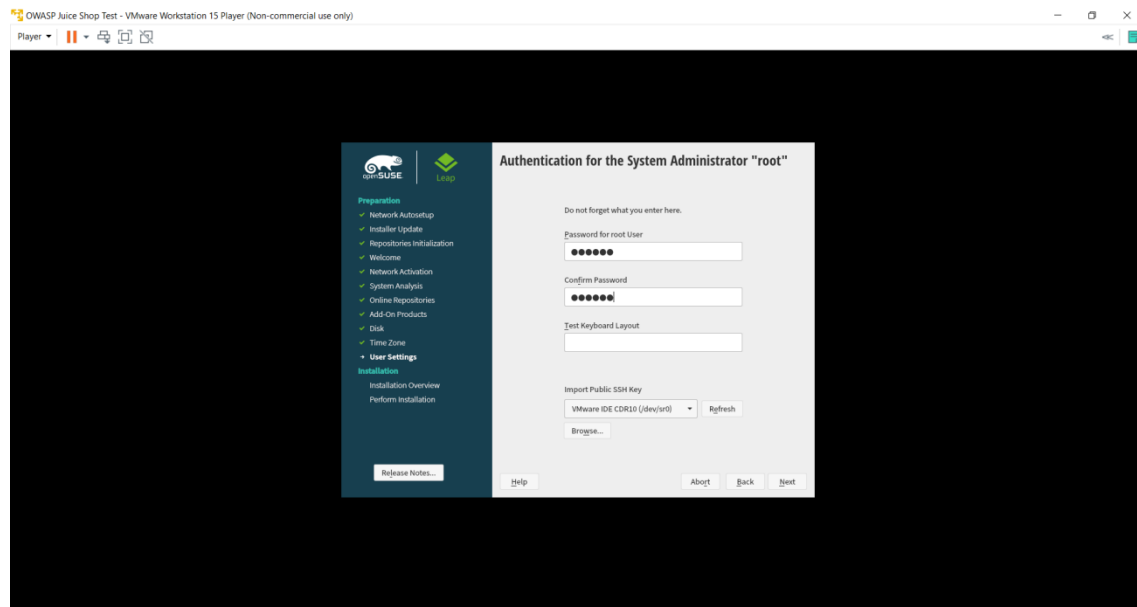 OWASP Juice Shop Test - VMware Workstation 15 Player (Non-commercial use only)
Player
openSUSE
Leap
Preparation
Network Autosetup
Installer Update
Repositories Initialization
Welcome
Network Activation
System Analysis
Online Repositories
Add-On Products
Disk
Time Zone
User Settings
Installation
Installation Overview
Perform Installation
Release Notes...
Authentication for the System Administrator "root"
Do not forget what you enter here.
Password for root User
●●●●●●
Confirm Password
●●●●●●
Test Keyboard Layout
Import Public SSH Key
VMware IDE CDR10 (/dev/sr0)
Refresh
Browse...
Help
Abort
Back
Next